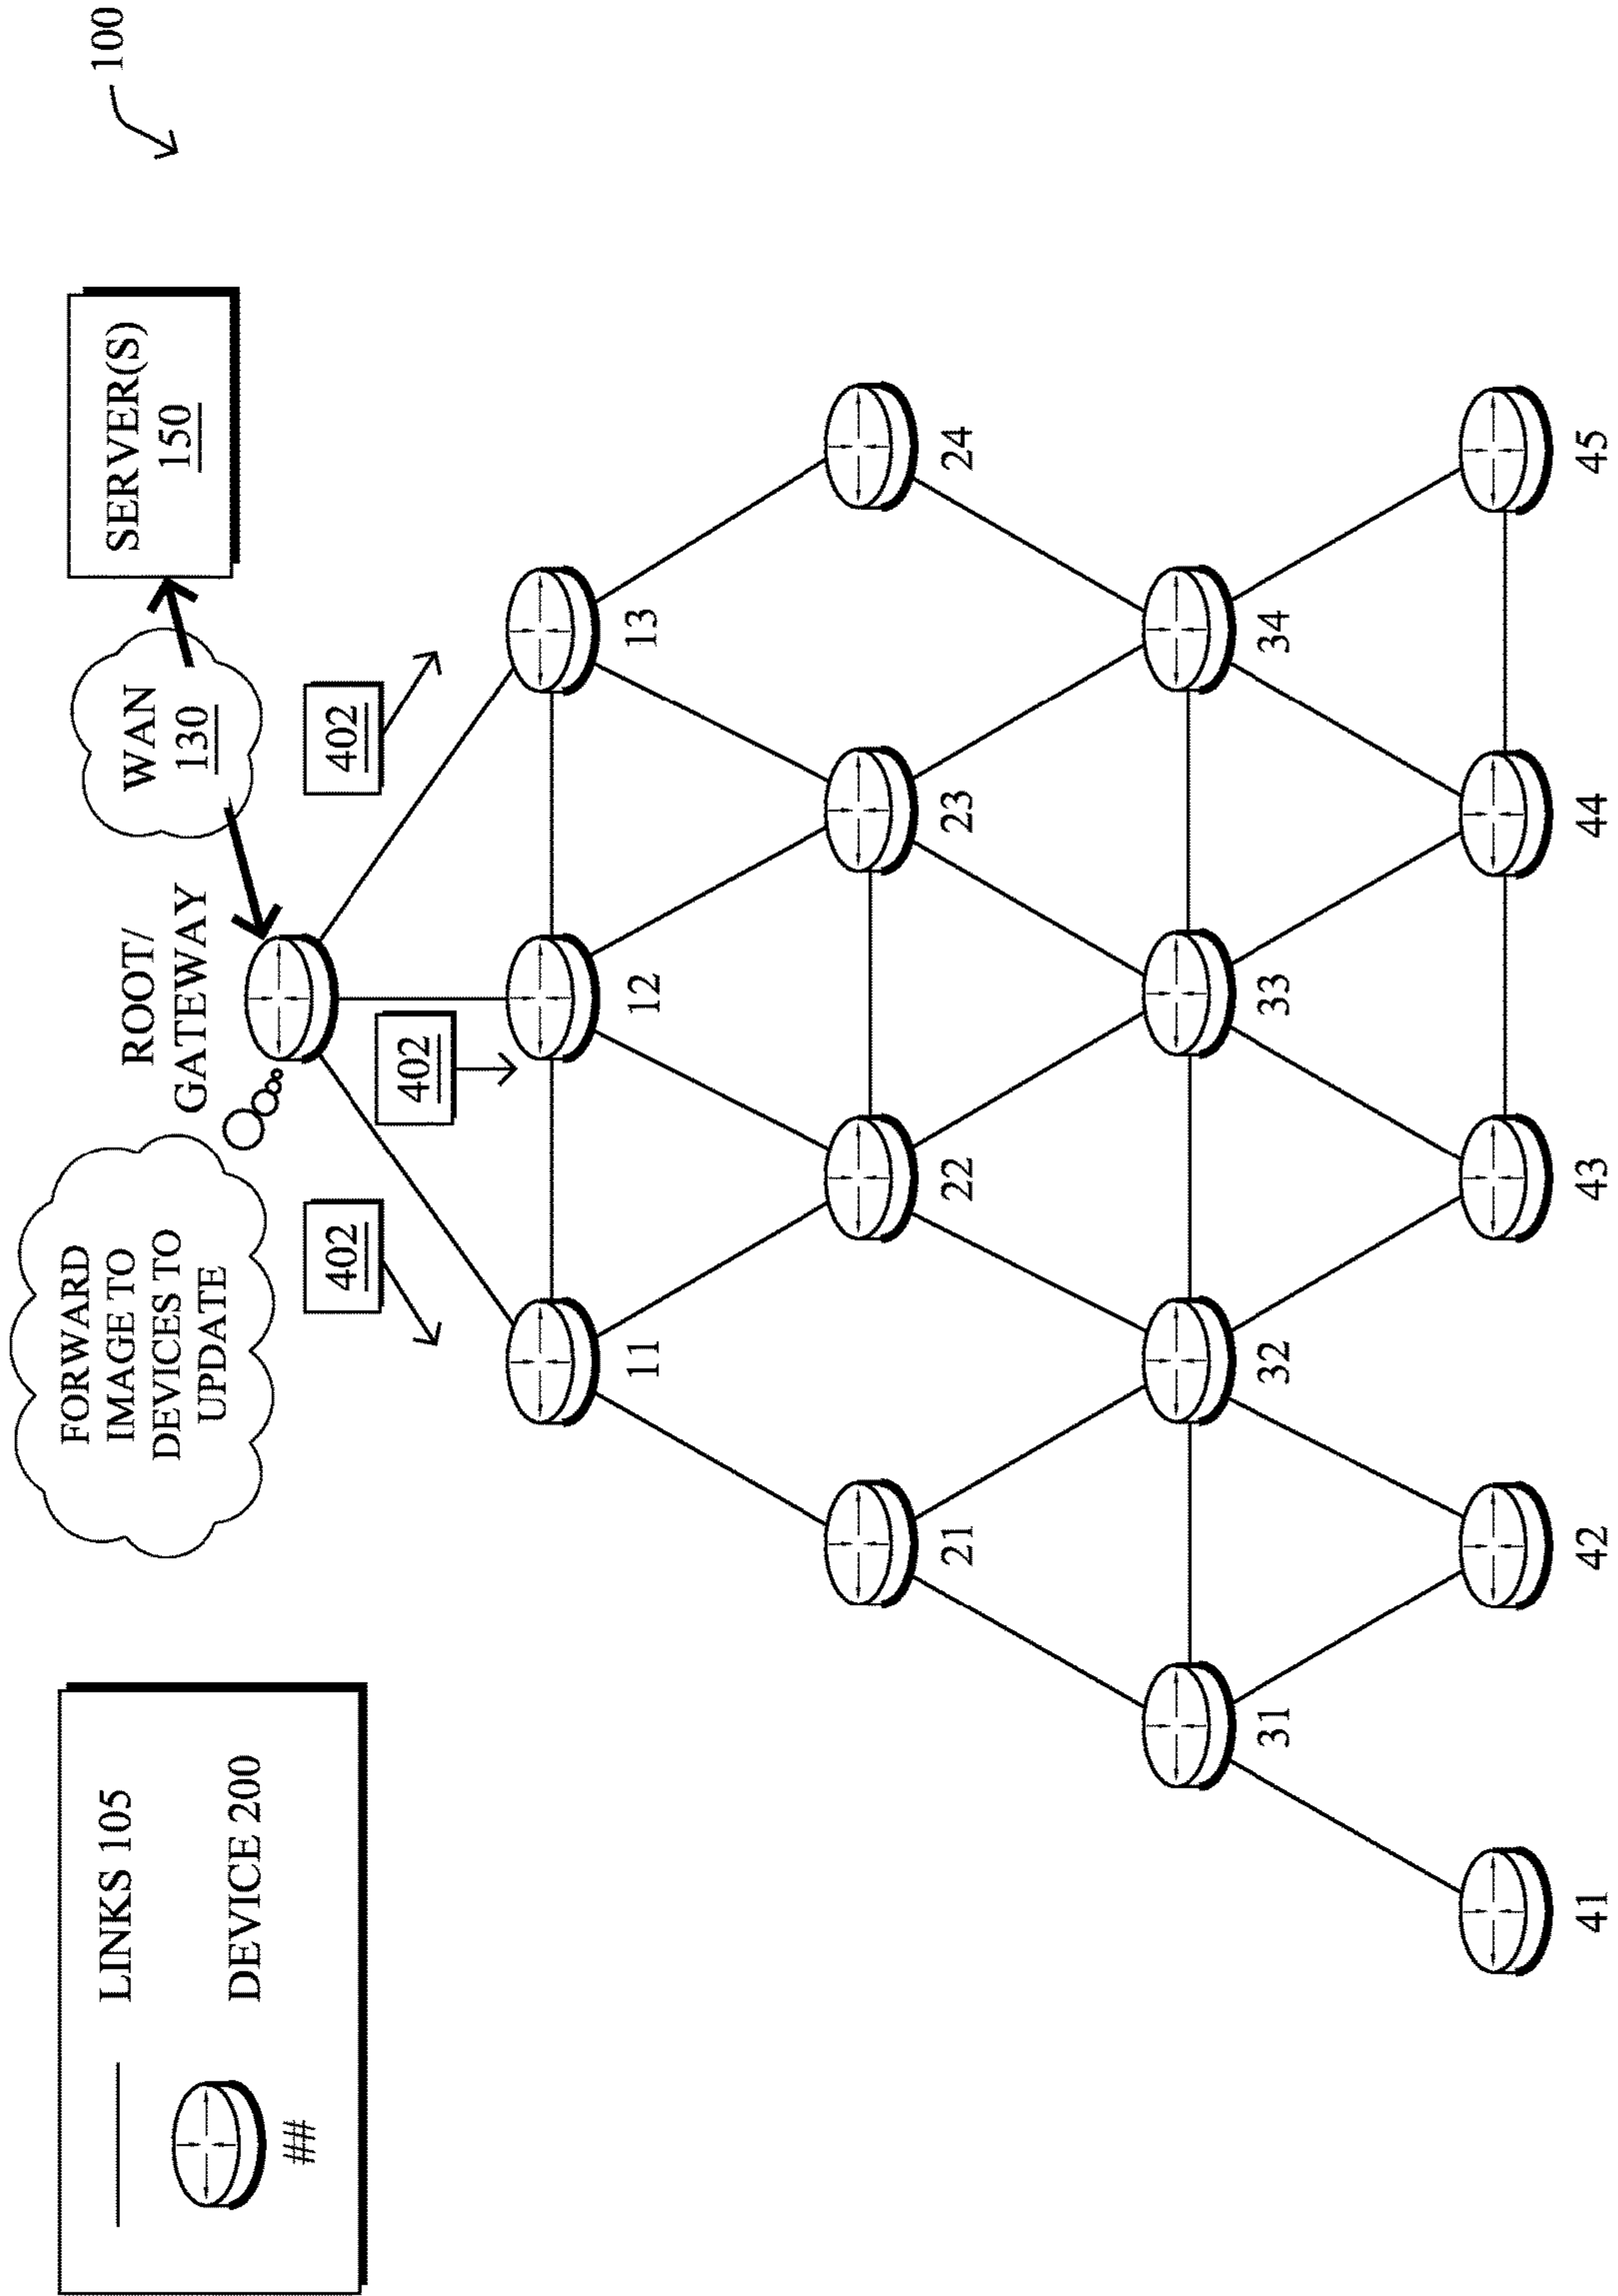 100
LINKS 105
DEVICE 200
##
FORWARD
IMAGE TO
DEVICES TO
UPDATE
ROOT/
GATEWAY
WAN
130
SERVER(S)
150
402
402
402
11
12
13
21
22
23
24
31
32
33
34
41
42
43
44
45